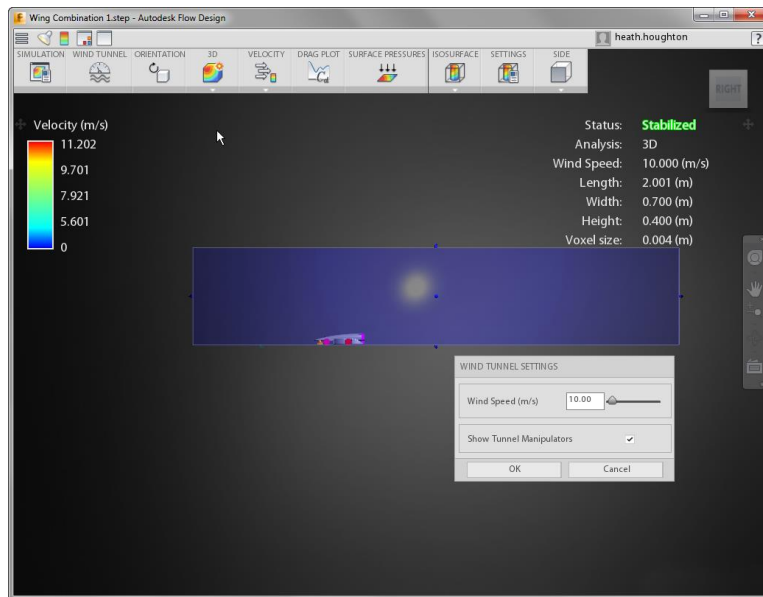 Wing Combination 1.step - Autodesk Flow Design
heath.houghton
?
SIMULATION WIND TUNNEL ORIENTATION 3D VELOCITY DRAG PLOT SURFACE PRESSURES ISOSURFACE SETTINGS SIDE
RIGHT
Velocity (m/s)
11.202
9.701
7.921
5.601
0
Status: Stabilized
Analysis: 3D
Wind Speed: 10.000 (m/s)
Length: 2.001 (m)
Width: 0.700 (m)
Height: 0.400 (m)
Voxel size: 0.004 (m)
WIND TUNNEL SETTINGS
Wind Speed (m/s) 10.00
Show Tunnel Manipulators
OK Cancel